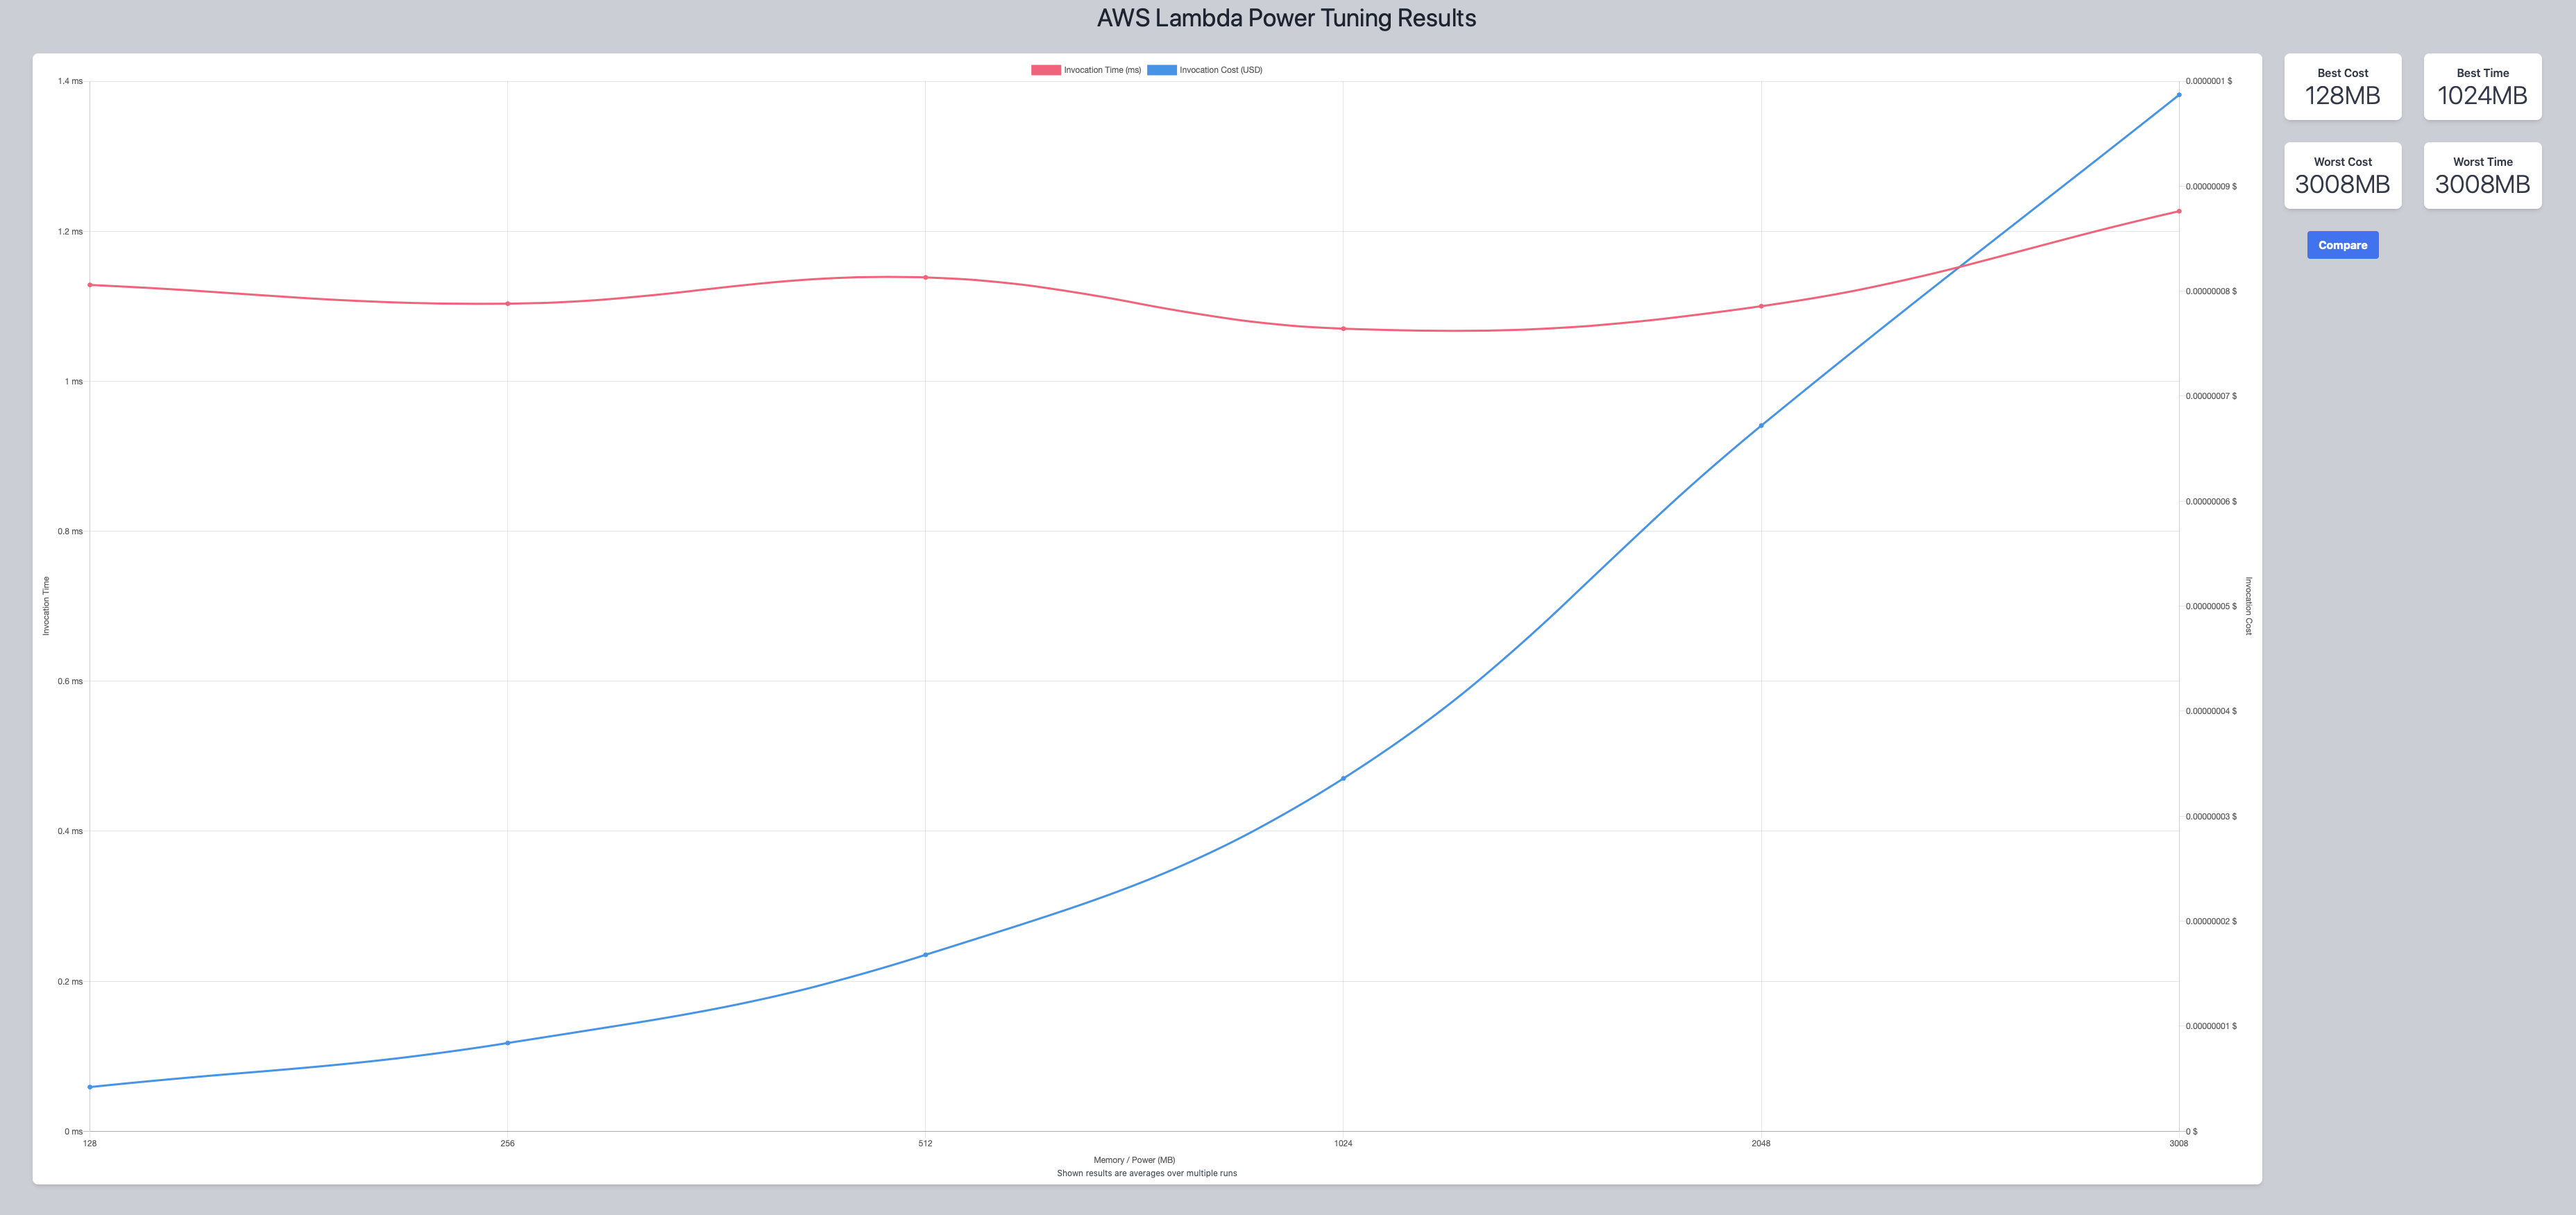 AWS Lambda Power Tuning Results
Invocation Time (ms) Invocation Cost (USD)
1.4 ms
1.2 ms
1 ms
0.8 ms
0.6 ms
0.4 ms
0.2 ms
0 ms
Invocation Time
0.0000001 $
0.00000009 $
0.00000008 $
0.00000007 $
0.00000006 $
0.00000005 $
0.00000004 $
0.00000003 $
0.00000002 $
0.00000001 $
0 $
Invocation Cost
128 256 512 1024 2048 3008
Memory / Power (MB)
Shown results are averages over multiple runs
Best Cost
128MB
Best Time
1024MB
Worst Cost
3008MB
Worst Time
3008MB
Compare